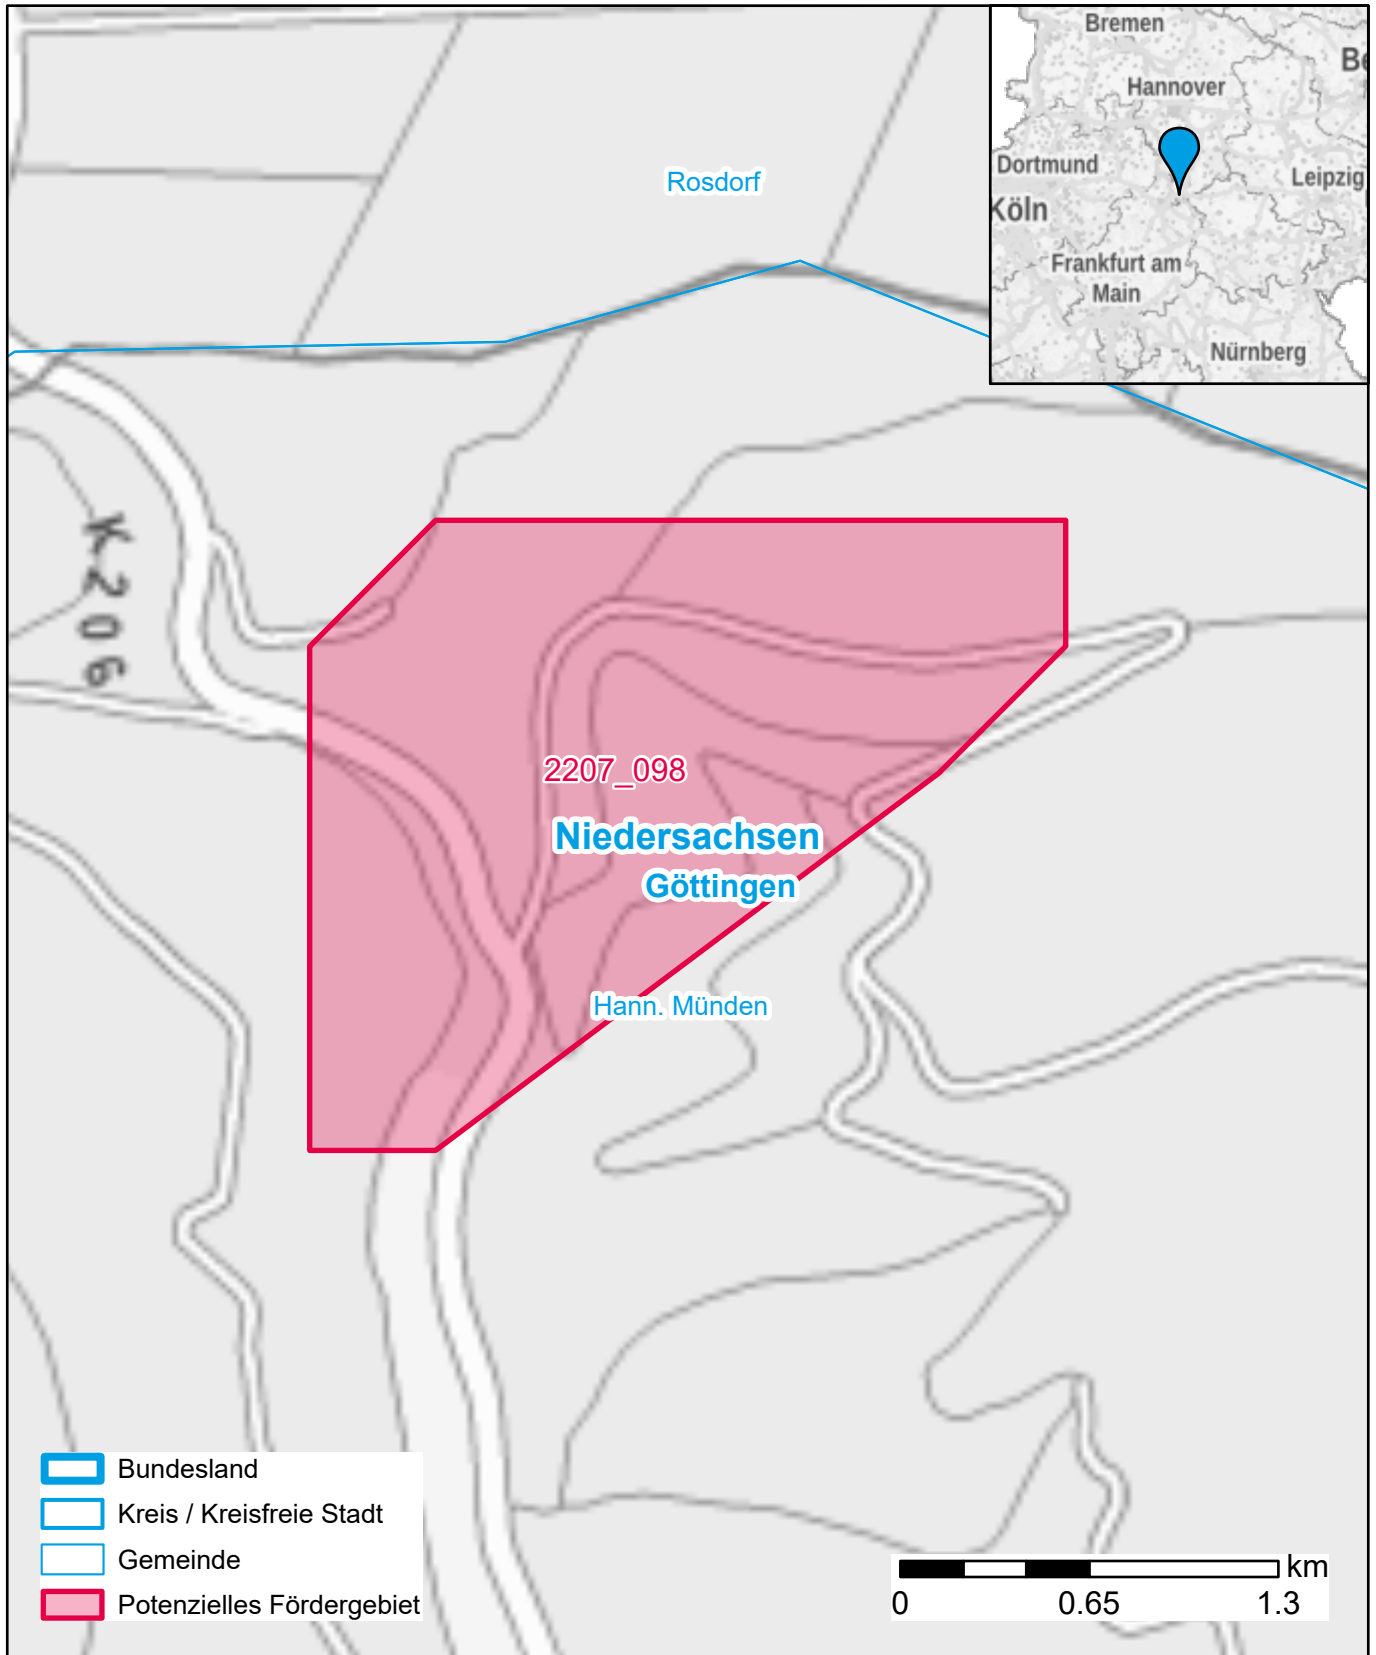 Bremen
Be
Hannover
Dortmund
Leipzig
Köln
Frankfurt am
Main
Nürnberg
Rosdorf
K206
2207_098
Niedersachsen
Göttingen
Hann. Münden
Bundesland
Kreis / Kreisfreie Stadt
Gemeinde
Potenzielles Fördergebiet
km
0 0.65 1.3